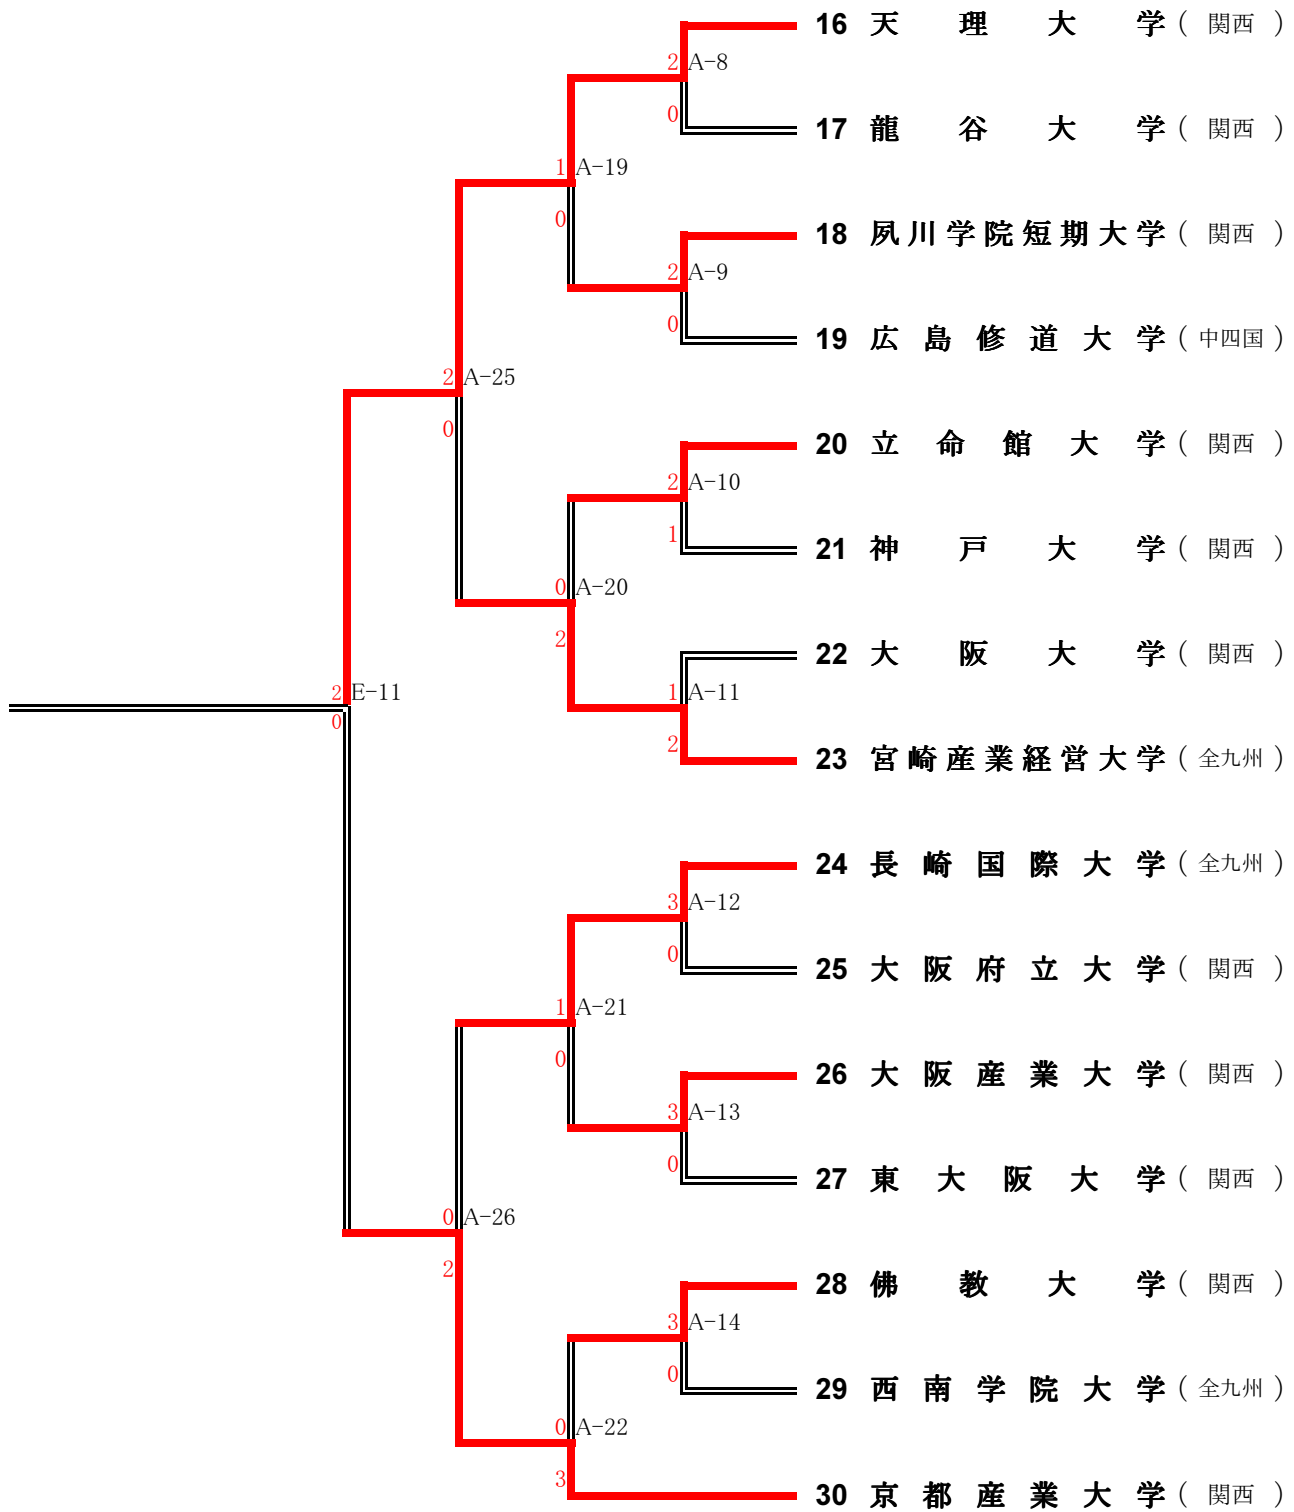 16 天理大学 ( 関西 )
2 A-8
0
17 龍谷大学 ( 関西 )
1 A-19
0
18 夙川学院短期大学 ( 関西 )
2 A-9
0
19 広島修道大学 ( 中四国 )
2 A-25
0
20 立命館大学 ( 関西 )
2 A-10
1
21 神戸大学 ( 関西 )
0 A-20
2
22 大阪大学 ( 関西 )
1 A-11
2
23 宮崎産業経営大学 ( 全九州 )
2 E-11
0
24 長崎国際大学 ( 全九州 )
3 A-12
0
25 大阪府立大学 ( 関西 )
1 A-21
0
26 大阪産業大学 ( 関西 )
3 A-13
0
27 東大阪大学 ( 関西 )
0 A-26
2
28 佛教大学 ( 関西 )
3 A-14
0
29 西南学院大学 ( 全九州 )
0 A-22
3
30 京都産業大学 ( 関西 )